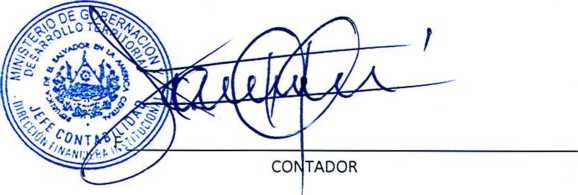 MINISTERIO DE GOBERNACION
DESARROLLO TERRITORIAL
REPUBLICA DE EL SALVADOR EN LA AMERICA CENTRAL
JEFE CONTABILIDAD
DIRECCION FINANCIERA INSTITUCIONAL
CONTADOR